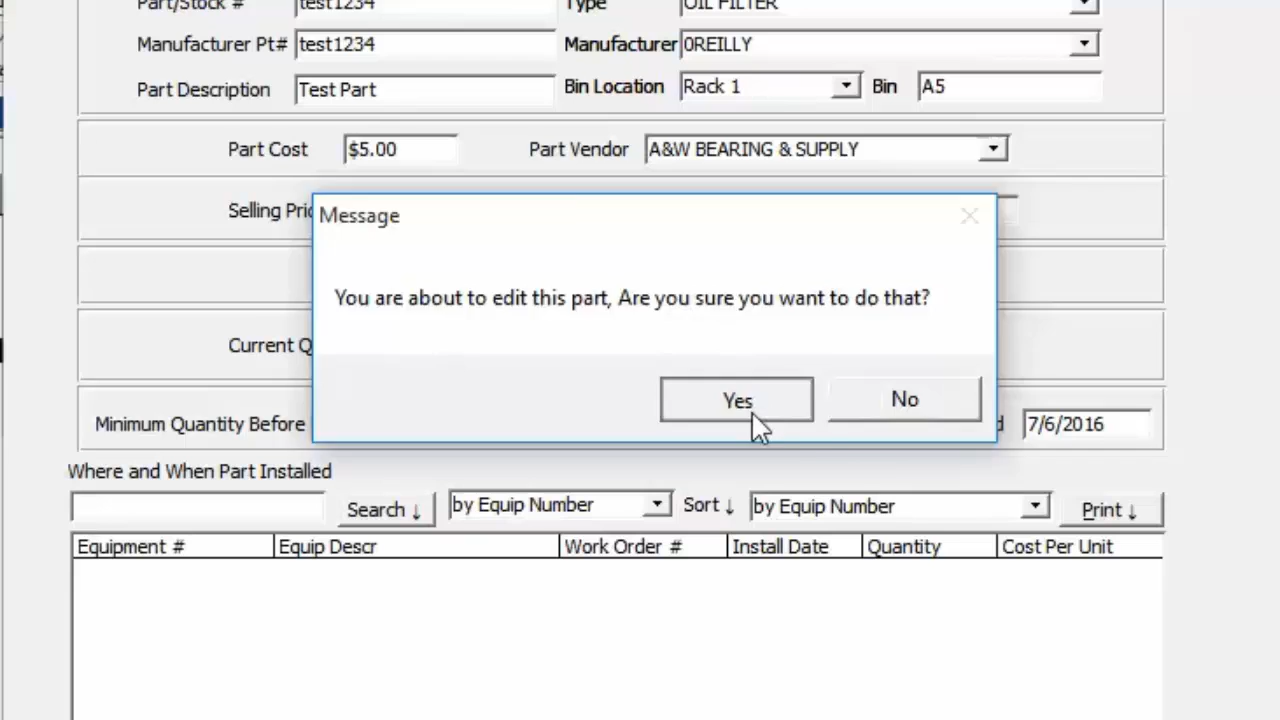 Part/Stock # test1234 Type OIL FILTER
Manufacturer Pt# test1234 Manufacturer 0REILLY
Part Description Test Part Bin Location Rack 1 Bin A5
Part Cost $5.00 Part Vendor A&W BEARING & SUPPLY
Selling
Message
You are about to edit this part, Are you sure you want to do that?
Current
Yes No
Minimum Quantity Before 7/6/2016
Where and When Part Installed
Search ↓ by Equip Number Sort ↓ by Equip Number Print ↓
Equipment # Equip Descr Work Order # Install Date Quantity Cost Per Unit